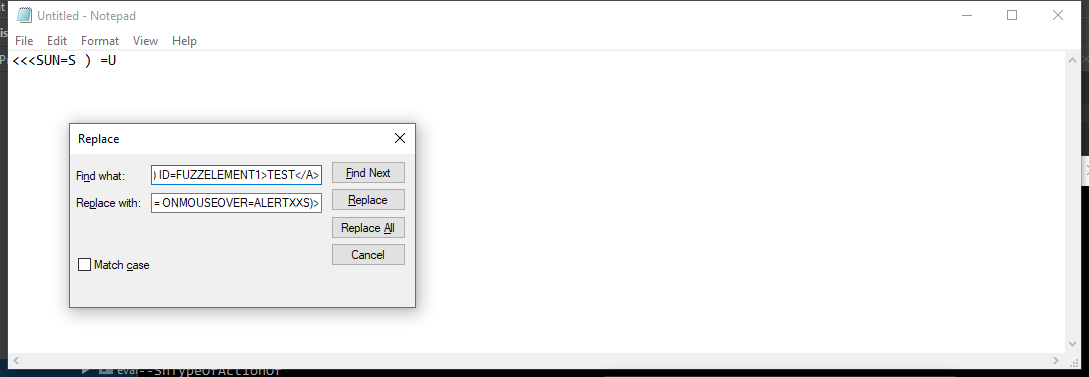 Untitled - Notepad
File Edit Format View Help
<<<SUN=S ) =U
Replace
Find what: ) ID=FUZZELEMENT1>TEST</A> Find Next
Replace with: = ONMOUSEOVER=ALERTXXS)> Replace
Replace All
Cancel
Match case